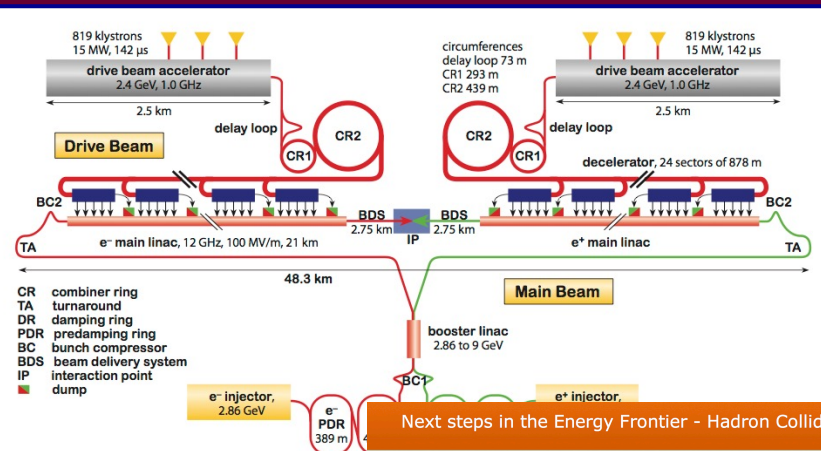 819 klystrons
15 MW, 142 µs
drive beam accelerator
2.4 GeV, 1.0 GHz
2.5 km
delay loop
CR2
CR1
Drive Beam
circumferences
delay loop 73 m
CR1 293 m
CR2 439 m
819 klystrons
15 MW, 142 µs
drive beam accelerator
2.4 GeV, 1.0 GHz
2.5 km
delay loop
CR2
CR1
decelerator, 24 sectors of 878 m
BC2
BDS
2.75 km
IP
BDS
2.75 km
BC2
TA
e⁻ main linac, 12 GHz, 100 MV/m, 21 km
e⁺ main linac
TA
48.3 km
Main Beam
CR combiner ring
TA turnaround
DR damping ring
PDR predamping ring
BC bunch compressor
BDS beam delivery system
IP interaction point
dump
booster linac
2.86 to 9 GeV
BC1
e⁻ injector,
2.86 GeV
e⁻
PDR
389 m
e⁺ injector,
Next steps in the Energy Frontier - Hadron Collid